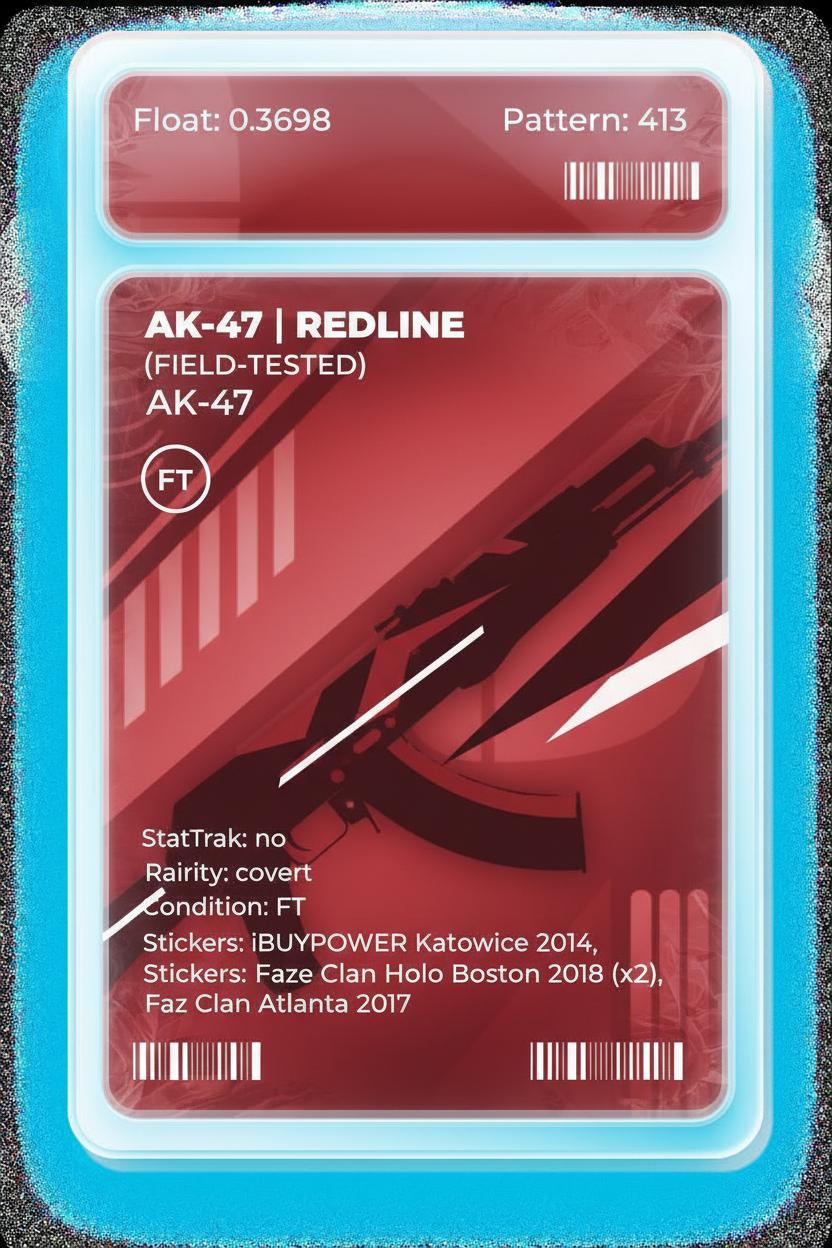 Float: 0.3698 Pattern: 413
AK-47 | REDLINE
(FIELD-TESTED)
AK-47
FT
StatTrak: no
Rairity: covert
Condition: FT
Stickers: iBUYPOWER Katowice 2014,
Stickers: Faze Clan Holo Boston 2018 (x2),
Faz Clan Atlanta 2017